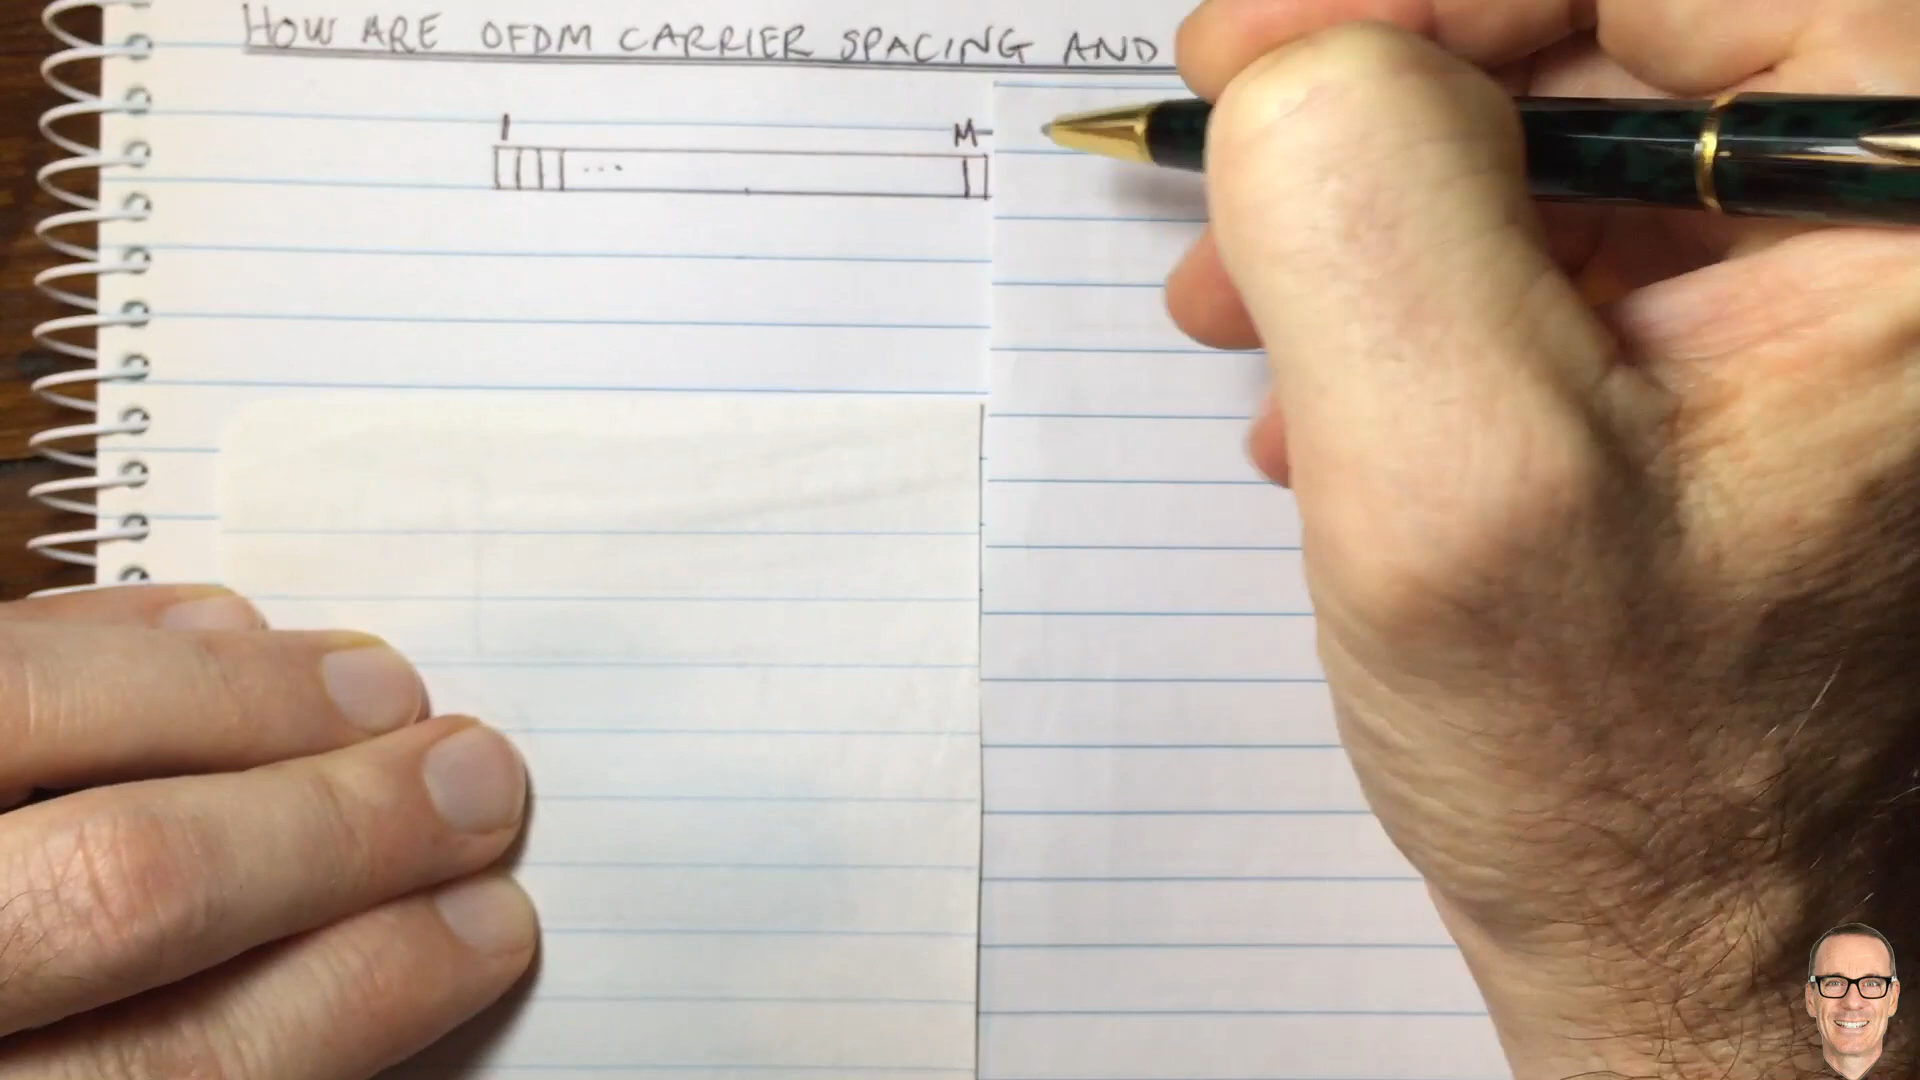 HOW ARE OFDM CARRIER SPACING AND
1 M
...